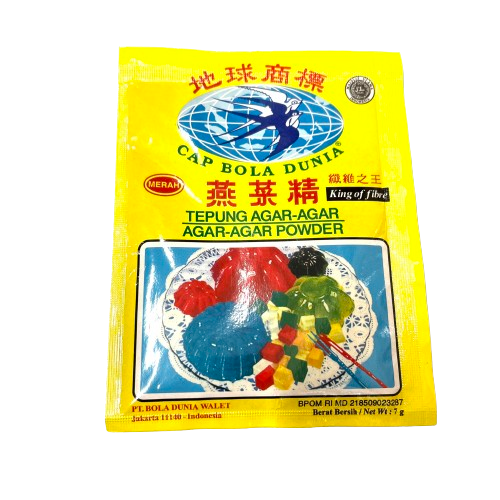 地球商標
CAP BOLA DUNIA®
MERAH
燕菜精
纖維之王
King of fibre
TEPUNG AGAR-AGAR
AGAR-AGAR POWDER
PT. BOLA DUNIA WALET
Jakarta 11140 - Indonesia
BPOM RI MD 218509023287
Berat Bersih / Net Wt : 7 g